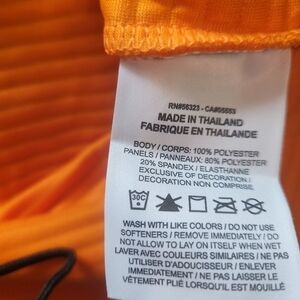 RN#56323 - CA#05553
MADE IN THAILAND
FABRIQUE EN THAILANDE
BODY / CORPS: 100% POLYESTER
PANELS / PANNEAUX: 80% POLYESTER
20% SPANDEX / ELASTHANNE
EXCLUSIVE OF DECORATION /
DECORATION NON COMPRISE
30C
WASH WITH LIKE COLORS / DO NOT USE
SOFTENERS / REMOVE IMMEDIATELY / DO
NOT ALLOW TO LAY ON ITSELF WHEN WET
LAVER AVEC COULEURS SIMILAIRES / NE PAS
UTILISER D'ADOUCISSEUR / ENLEVER
IMMEDIATEMENT / NE PAS LAISSER LE
VÊTEMENT PLIÉ LORSQU'IL EST MOUILLÉ